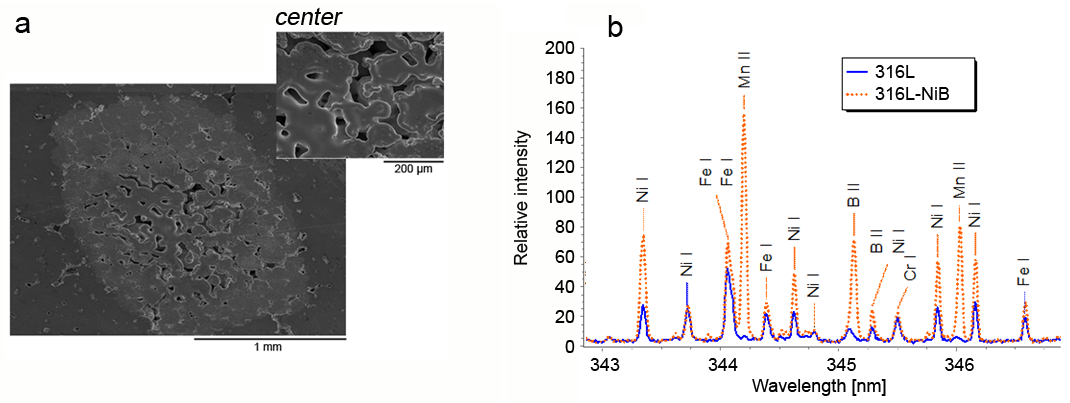 a
center
200 µm
1 mm
b
Relative intensity
200
180
160
140
120
100
80
60
40
20
0
343
344
345
346
Wavelength [nm]
316L
316L-NiB
Ni I
Ni I
Fe I
Fe I
Mn II
Fe I
Ni I
Ni I
B II
B II
Ni I
Cr I
Ni I
Mn II
Ni I
Fe I